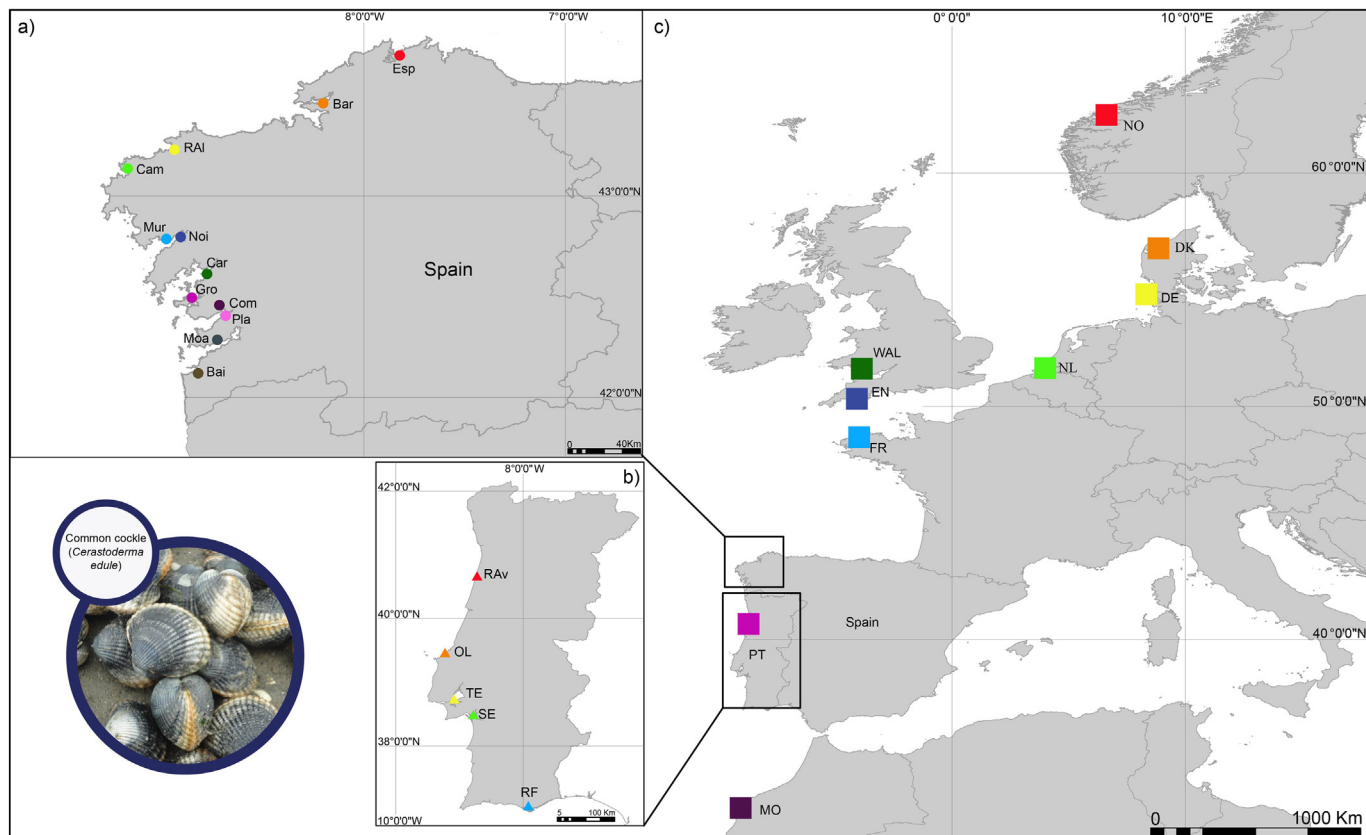 a)
8°0'0"W
7°0'0"W
Esp
Bar
RAl
Cam
43°0'0"N
Mur
Noi
Car
Spain
Gro
Com
Pla
Moa
Bai
42°0'0"N
0 40Km
b)
8°0'0"W
42°0'0"N
RAv
40°0'0"N
OL
TE
SE
38°0'0"N
RF
10°0'0"W
5 100 Km
Common cockle
(Cerastoderma
edule)
c)
0° 0'0"
10°0'0"E
NO
60°0'0"N
DK
DE
WAL
NL
EN
50°0'0"N
FR
Spain
40°0'0"N
PT
MO
0 1000 Km